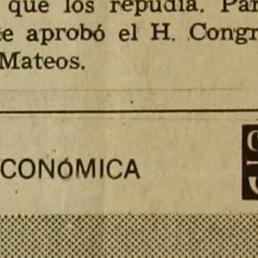 que los repudia. Par
e aprobó el H. Congr
Mateos.
CONÓMICA